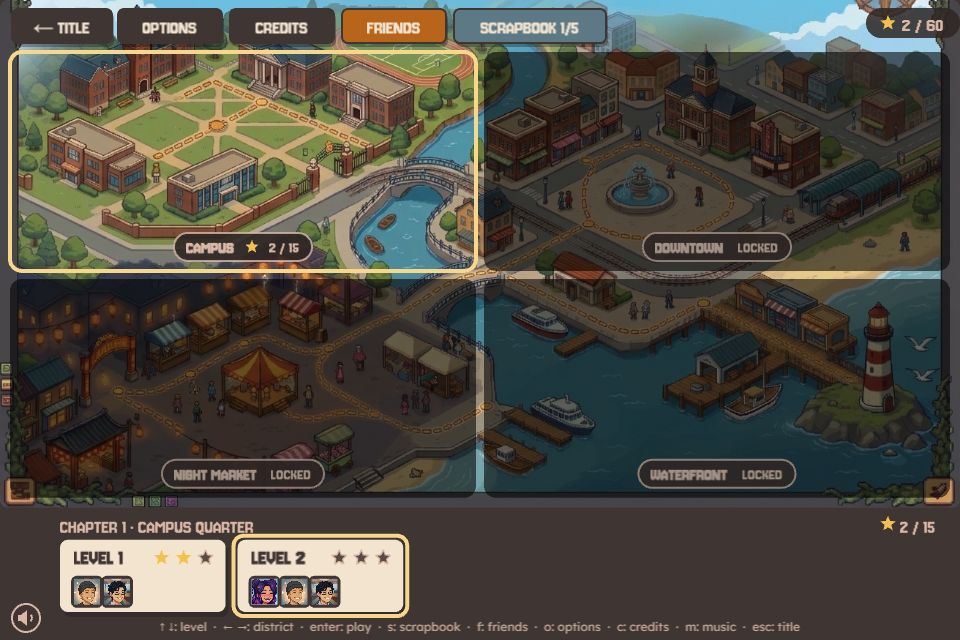 ← TITLE
OPTIONS
CREDITS
FRIENDS
SCRAPBOOK 1/5
2 / 60
CAMPUS 2 / 15
DOWNTOWN LOCKED
NIGHT MARKET LOCKED
WATERFRONT LOCKED
CHAPTER 1 · CAMPUS QUARTER
2 / 15
LEVEL 1
LEVEL 2
↑ ↓: level · ← →: district · enter: play · s: scrapbook · f: friends · o: options · c: credits · m: music · esc: title